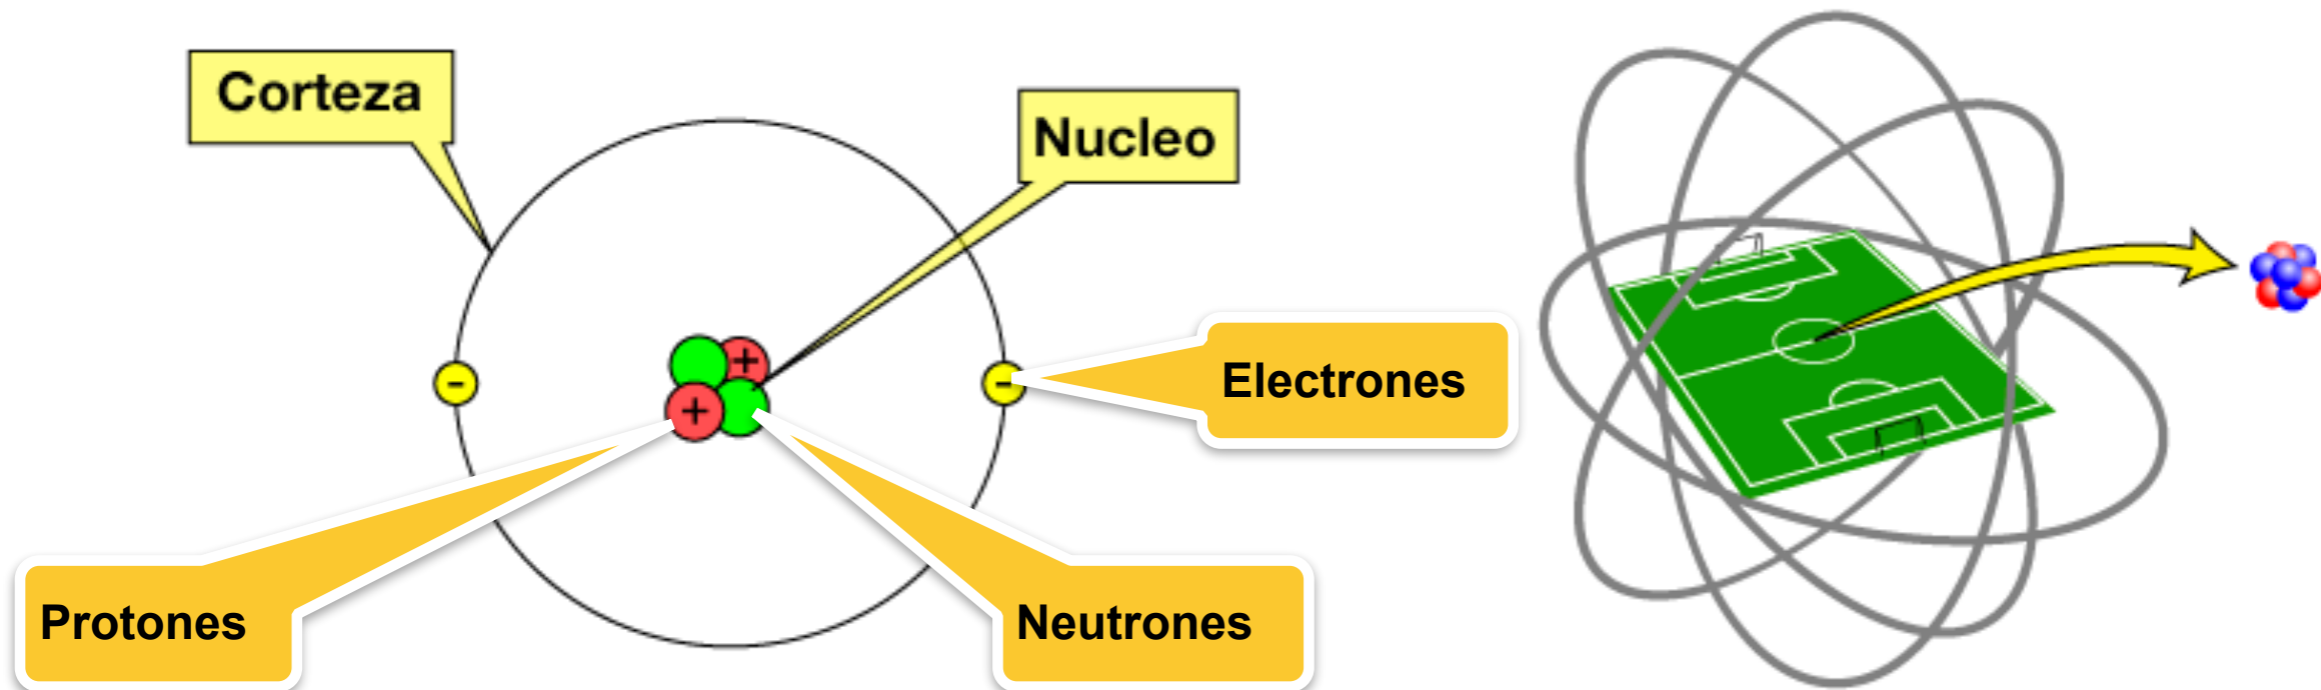 Corteza
Nucleo
+
-
-
+
Electrones
Protones
Neutrones